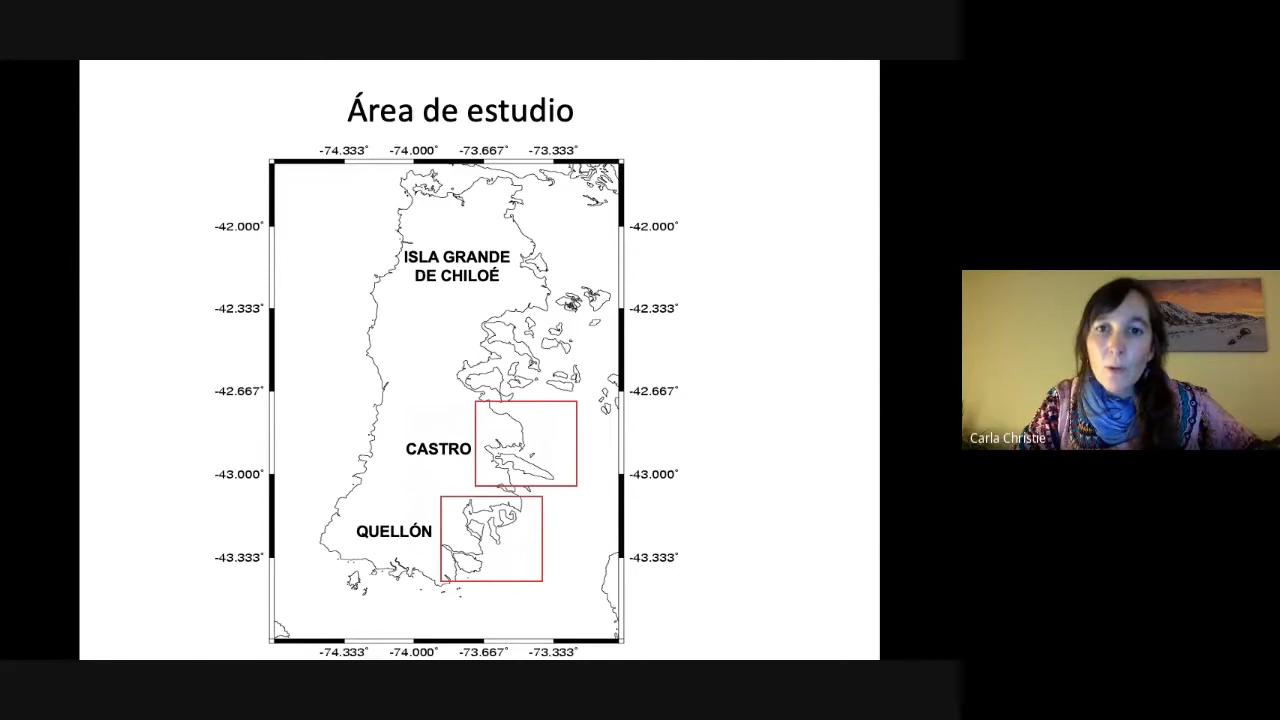 Área de estudio
-74.333° -74.000° -73.667° -73.333°
-42.000° -42.000°
ISLA GRANDE
DE CHILOÉ
-42.333° -42.333°
-42.667° -42.667°
CASTRO
Carla Christie
-43.000° -43.000°
QUELLÓN
-43.333° -43.333°
-74.333° -74.000° -73.667° -73.333°